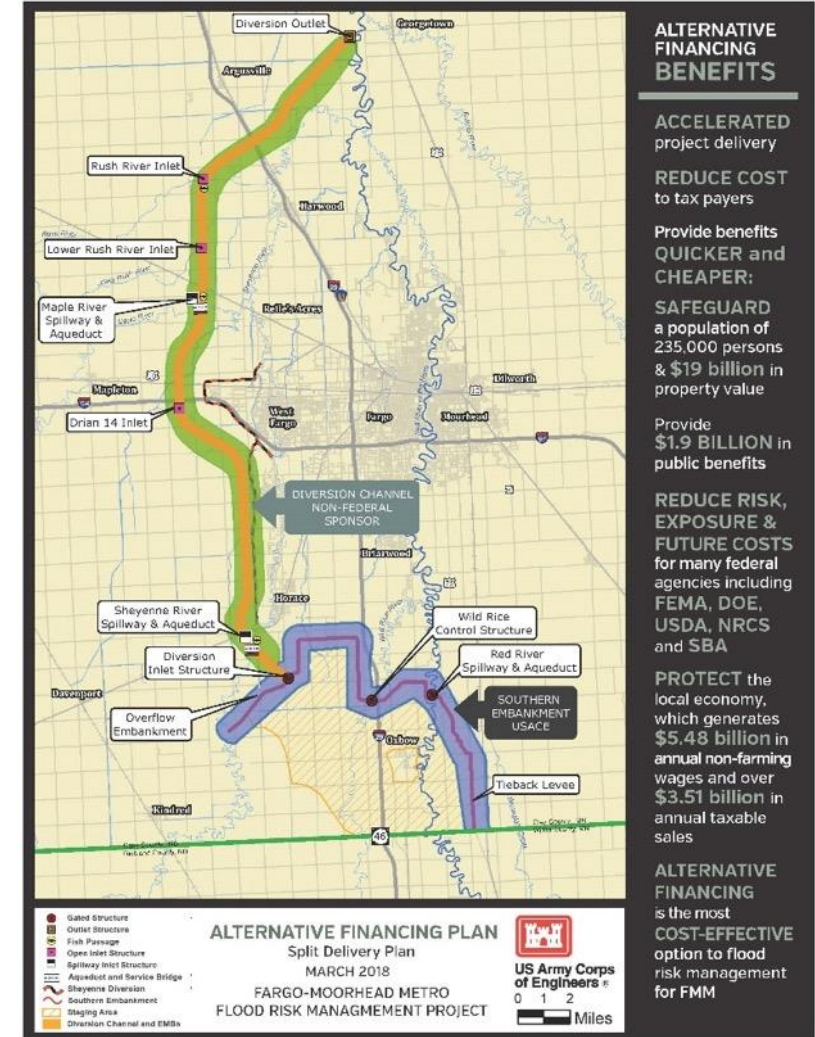 Diversion Outlet
Georgetown
Argusville
Rush River Inlet
Harwood
Lower Rush River Inlet
Maple River
Spillway &
Aqueduct
Reile's Acres
Mapleton
Dilworth
West
Fargo
Fargo
Moorhead
Drian 14 Inlet
DIVERSION CHANNEL
NON-FEDERAL
SPONSOR
Briarwood
Horace
Sheyenne River
Spillway & Aqueduct
Wild Rice
Control Structure
Diversion
Inlet Structure
Red River
Spillway & Aqueduct
Davenport
SOUTHERN
EMBANKMENT
USACE
Overflow
Embankment
Oxbow
Tieback Levee
Kindred
46
Gated Structure
Outlet Structure
Fish Passage
Open Inlet Structure
Spillway Inlet Structure
Aqueduct and Service Bridge
Sheyenne Diversion
Southern Embankment
Staging Area
Diversion Channel and EMBs
ALTERNATIVE FINANCING PLAN
Split Delivery Plan
MARCH 2018
FARGO-MOORHEAD METRO
FLOOD RISK MANAGMEMENT PROJECT
US Army Corps
of Engineers ®
0 1 2
Miles
ALTERNATIVE
FINANCING
BENEFITS
ACCELERATED
project delivery
REDUCE COST
to tax payers
Provide benefits
QUICKER and
CHEAPER:
SAFEGUARD
a population of
235,000 persons
& $19 billion in
property value
Provide
$1.9 BILLION in
public benefits
REDUCE RISK,
EXPOSURE &
FUTURE COSTS
for many federal
agencies including
FEMA, DOE,
USDA, NRCS
and SBA
PROTECT the
local economy,
which generates
$5.48 billion in
annual non-farming
wages and over
$3.51 billion in
annual taxable
sales
ALTERNATIVE
FINANCING
is the most
COST-EFFECTIVE
option to flood
risk management
for FMM